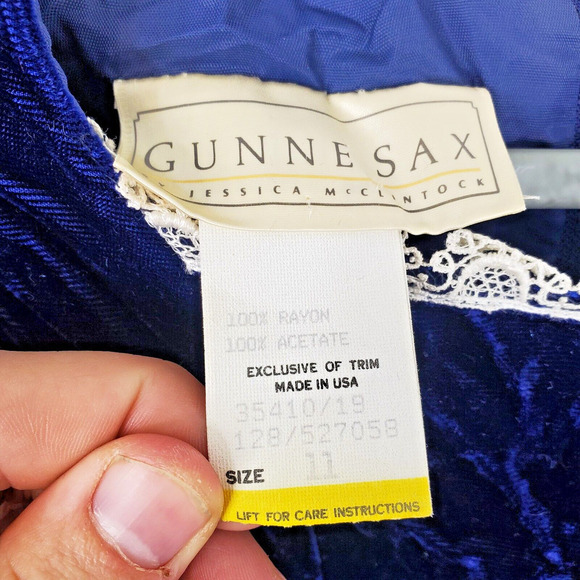 GUNNE SAX
JESSICA McCLINTOCK
100% RAYON
100% ACETATE
EXCLUSIVE OF TRIM
MADE IN USA
35410/19
128/527058
SIZE 11
LIFT FOR CARE INSTRUCTIONS